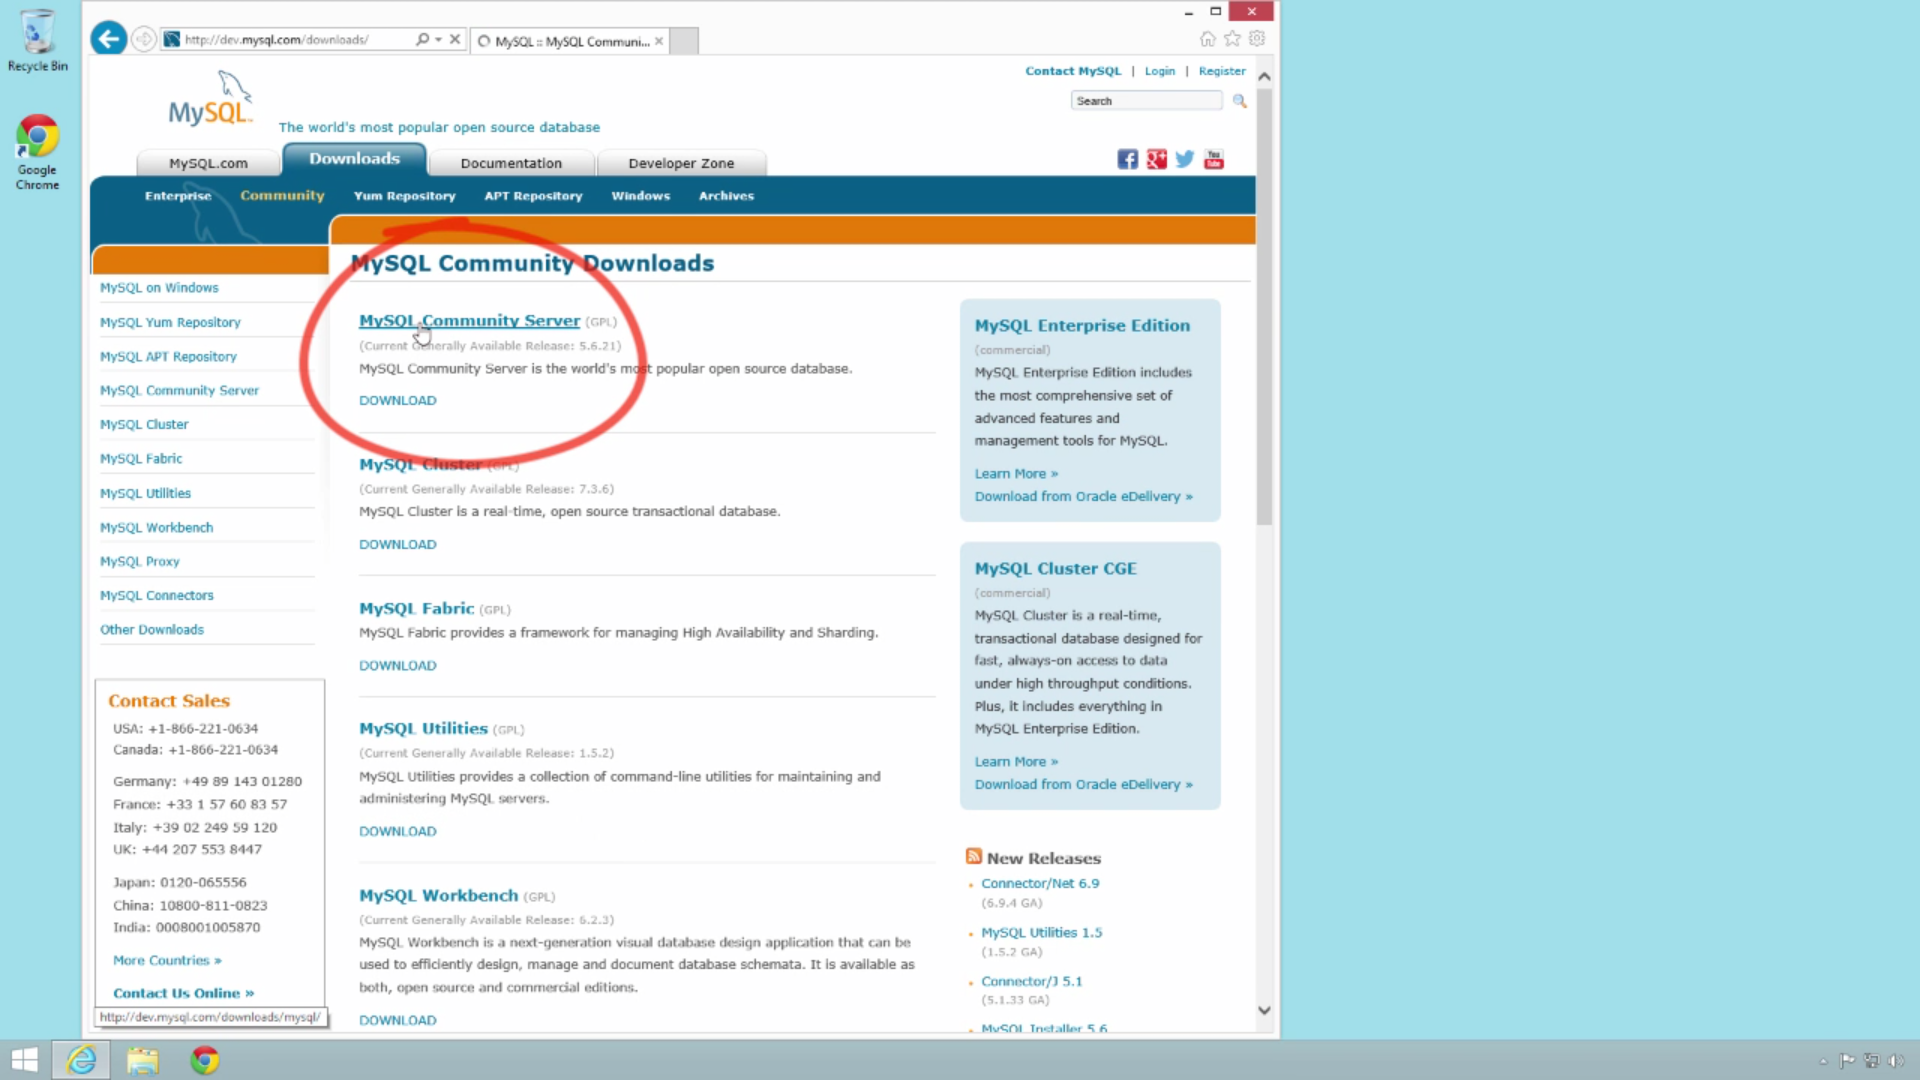 Recycle Bin
Google
Chrome
http://dev.mysql.com/downloads/
MySQL :: MySQL Communi...
MySQL™
The world's most popular open source database
Contact MySQL | Login | Register
Search
MySQL.com
Downloads
Documentation
Developer Zone
You
Tube
Enterprise
Community
Yum Repository
APT Repository
Windows
Archives
MySQL on Windows
MySQL Yum Repository
MySQL APT Repository
MySQL Community Server
MySQL Cluster
MySQL Fabric
MySQL Utilities
MySQL Workbench
MySQL Proxy
MySQL Connectors
Other Downloads
Contact Sales
USA: +1-866-221-0634
Canada: +1-866-221-0634
Germany: +49 89 143 01280
France: +33 1 57 60 83 57
Italy: +39 02 249 59 120
UK: +44 207 553 8447
Japan: 0120-065556
China: 10800-811-0823
India: 0008001005870
More Countries »
Contact Us Online »
http://dev.mysql.com/downloads/mysql/
MySQL Community Downloads
MySQL Community Server (GPL)
(Current Generally Available Release: 5.6.21)
MySQL Community Server is the world's most popular open source database.
DOWNLOAD
MySQL Cluster (GPL)
(Current Generally Available Release: 7.3.6)
MySQL Cluster is a real-time, open source transactional database.
DOWNLOAD
MySQL Fabric (GPL)
MySQL Fabric provides a framework for managing High Availability and Sharding.
DOWNLOAD
MySQL Utilities (GPL)
(Current Generally Available Release: 1.5.2)
MySQL Utilities provides a collection of command-line utilities for maintaining and
administering MySQL servers.
DOWNLOAD
MySQL Workbench (GPL)
(Current Generally Available Release: 6.2.3)
MySQL Workbench is a next-generation visual database design application that can be
used to efficiently design, manage and document database schemata. It is available as
both, open source and commercial editions.
DOWNLOAD
MySQL Enterprise Edition
(commercial)
MySQL Enterprise Edition includes
the most comprehensive set of
advanced features and
management tools for MySQL.
Learn More »
Download from Oracle eDelivery »
MySQL Cluster CGE
(commercial)
MySQL Cluster is a real-time,
transactional database designed for
fast, always-on access to data
under high throughput conditions.
Plus, it includes everything in
MySQL Enterprise Edition.
Learn More »
Download from Oracle eDelivery »
New Releases
Connector/Net 6.9
(6.9.4 GA)
MySQL Utilities 1.5
(1.5.2 GA)
Connector/J 5.1
(5.1.33 GA)
MySQL Installer 5.6